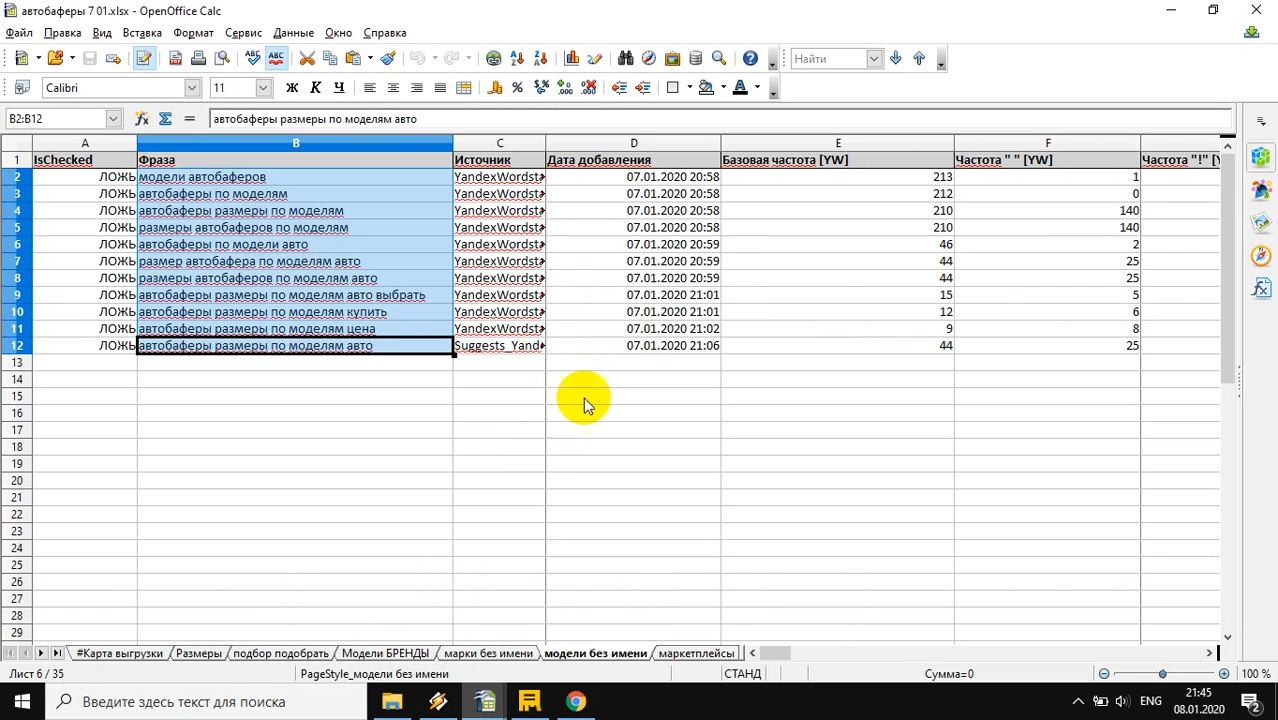 автобаферы 7 01.xlsx - OpenOffice Calc
Файл Правка Вид Вставка Формат Сервис Данные Окно Справка
Найти
Calibri 11
B2:B12 автобаферы размеры по моделям авто
A B C D E F
1 IsChecked Фраза Источник Дата добавления Базовая частота [YW] Частота " " [YW] Частота "!" [Y
2 ЛОЖЬ модели автобаферов YandexWordsta 07.01.2020 20:58 213 1
3 ЛОЖЬ автобаферы по моделям YandexWordsta 07.01.2020 20:58 212 0
4 ЛОЖЬ автобаферы размеры по моделям YandexWordsta 07.01.2020 20:58 210 140
5 ЛОЖЬ размеры автобаферов по моделям YandexWordsta 07.01.2020 20:58 210 140
6 ЛОЖЬ автобаферы по модели авто YandexWordsta 07.01.2020 20:59 46 2
7 ЛОЖЬ размер автобафера по моделям авто YandexWordsta 07.01.2020 20:59 44 25
8 ЛОЖЬ размеры автобаферов по моделям авто YandexWordsta 07.01.2020 20:59 44 25
9 ЛОЖЬ автобаферы размеры по моделям авто выбрать YandexWordsta 07.01.2020 21:01 15 5
10 ЛОЖЬ автобаферы размеры по моделям купить YandexWordsta 07.01.2020 21:01 12 6
11 ЛОЖЬ автобаферы размеры по моделям цена YandexWordsta 07.01.2020 21:02 9 8
12 ЛОЖЬ автобаферы размеры по моделям авто Suggests_Yand 07.01.2020 21:06 44 25
13
14
15
16
17
18
19
20
21
22
23
24
25
26
27
28
29
#Карта выгрузки Размеры подбор подобрать Модели БРЕНДЫ марки без имени модели без имени маркетплейсы
Лист 6 / 35 PageStyle_модели без имени СТАНД Сумма=0 100 %
Введите здесь текст для поиска ENG 21:45
08.01.2020 2